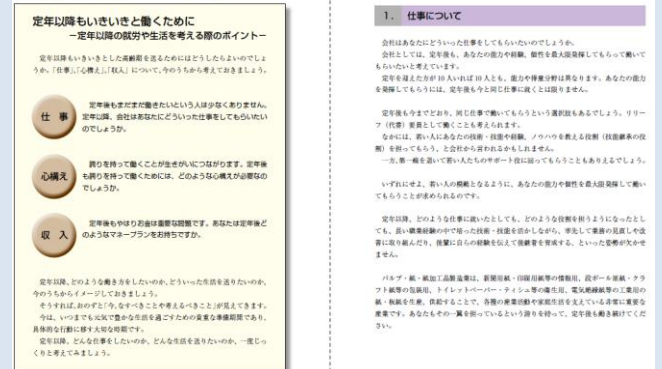 定年以降もいきいきと働くために
－定年以降の就労や生活を考える際のポイント－
定年以降もいきいきとした高齢期を送るためにはどうしたらよいのでしょ
うか。「仕事」、「心構え」、「収入」について、今のうちから考えておきましょう。
仕 事
定年後もまだまだ働きたいという人は少なくありません。
定年以降、会社はあなたにどういった仕事をしてもらいたい
のでしょうか。
心構え
誇りを持って働くことが生きがいにつながります。定年後
も誇りを持って働くためには、どのような心構えが必要なの
でしょうか。
収 入
定年後もやはりお金は重要な問題です。あなたは定年後ど
のようなマネープランをお持ちですか。
定年以降、どのような働き方をしたいのか、どういった生活を送りたいのか、
今のうちからイメージしておきましょう。
そうすれば、おのずと「今、なすべきことや考えるべきこと」が見えてきます。
今は、いつまでも元気で豊かな生活を過ごすための貴重な準備期間であり、
具体的な行動に移す大切な時期です。
定年以降、どんな仕事をしたいのか、どんな生活を送りたいのか、一度じっ
くりと考えてみましょう。
1. 仕事について
会社はあなたにどういった仕事をしてもらいたいのでしょうか。
会社としては、定年後も、あなたの能力や経験、個性を最大限発揮してもらって働いて
もらいたいと考えています。
定年を迎えた方が 10 人いれば 10 人とも、能力や得意分野は異なります。あなたの能力
を発揮してもらうには、定年後も今と同じ仕事に就くとは限りません。
定年後も今までどおり、同じ仕事で働いてもらうという選択肢もあるでしょう。リリー
フ（代替）要員として働くことも考えられます。
なかには、若い人にあなたの技術・技能や経験、ノウハウを教える役割（技能継承の役
割）を担ってもらう、と会社から言われるかもしれません。
一方、第一線を退いて若い人たちのサポート役に回ってもらうこともありえるでしょう。
いずれにせよ、若い人の模範となるように、あなたの能力や個性を最大限発揮して働い
てもらうことが求められるのです。
定年以降、どのような仕事に就いたとしても、どのような役割を担うようになったとし
ても、長い職業経験の中で培った技術・技能を活かしながら、率先して業務の見直しや改
善に取り組んだり、後輩に自らの経験を伝えて後継者を育成する、といった姿勢が欠かせ
ません。
パルプ・紙・紙加工品製造業は、新聞用紙・印刷用紙等の情報用、段ボール原紙・クラ
フト紙等の包装用、トイレットペーパー・ティシュ等の衛生用、電気絶縁紙等の工業用の
紙・板紙を生産、供給することで、各種の産業活動や家庭生活を支えている非常に重要な
産業です。あなたもその一翼を担っているという誇りを持って、定年後も働き続けてくだ
さい。